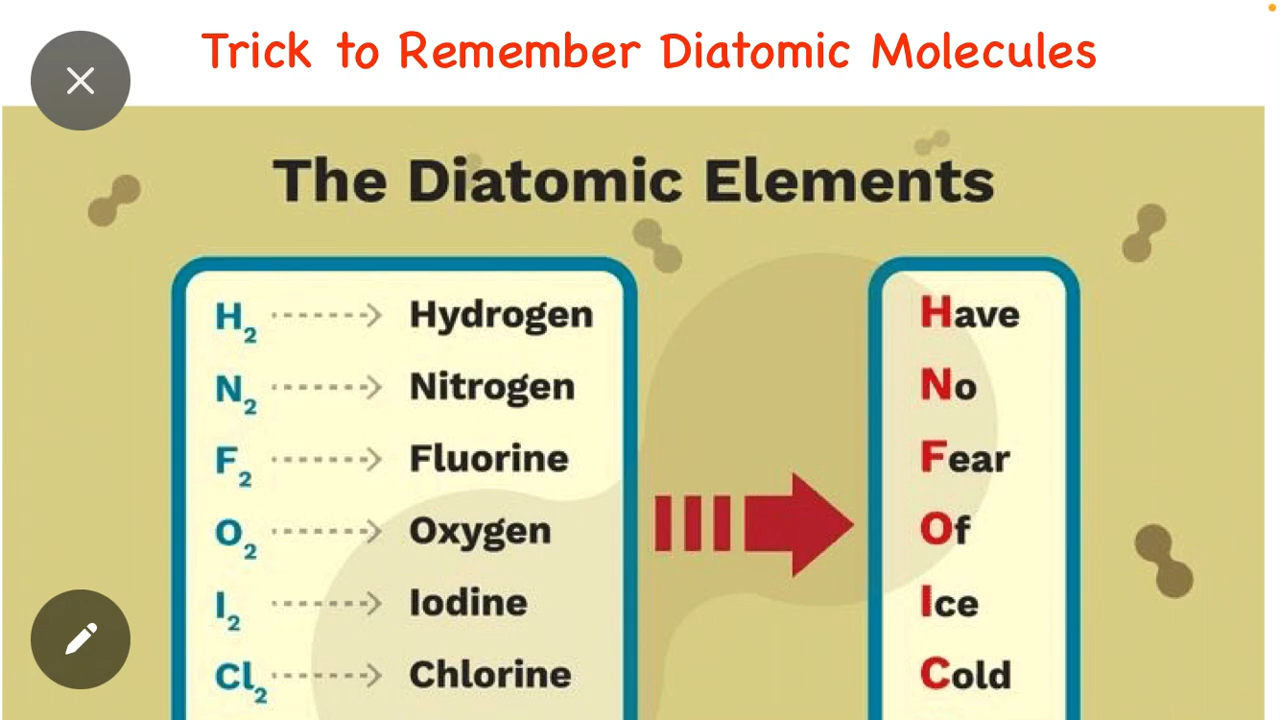 Trick to Remember Diatomic Molecules
The Diatomic Elements
H₂ Hydrogen
N₂ Nitrogen
F₂ Fluorine
O₂ Oxygen
I₂ Iodine
Cl₂ Chlorine
Have
No
Fear
Of
Ice
Cold